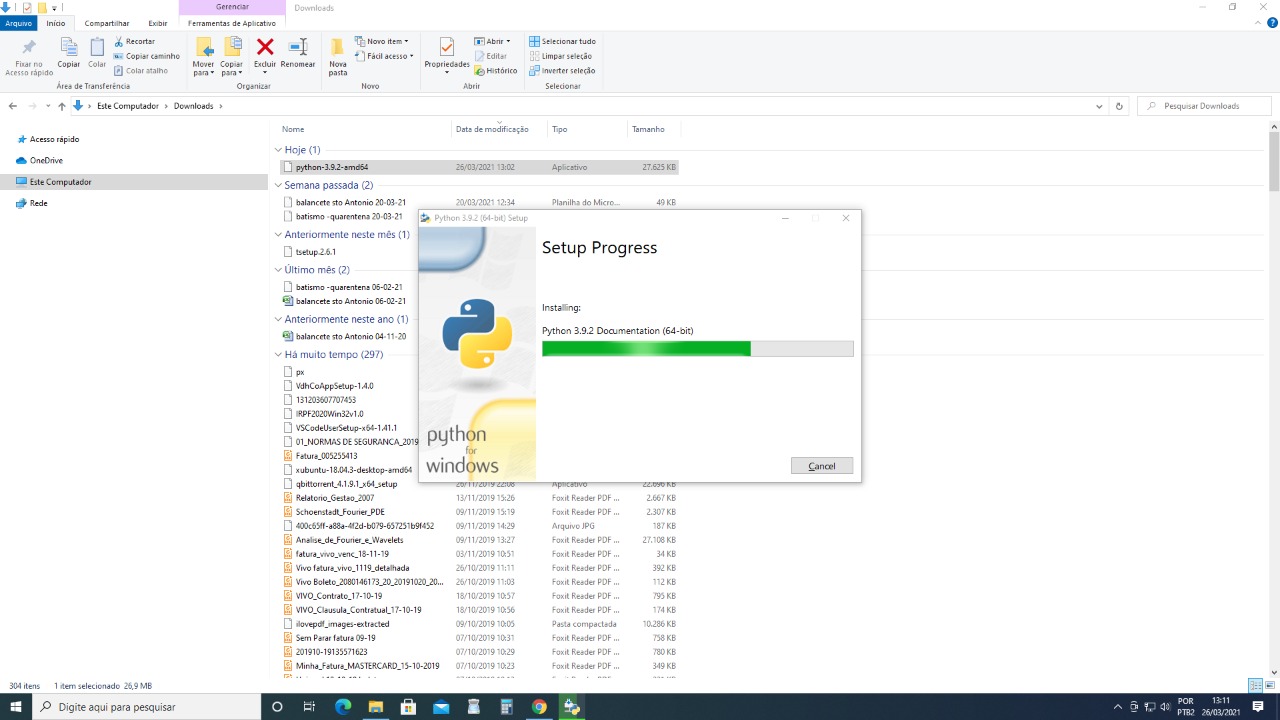 Gerenciar
Downloads
Arquivo
Início
Compartilhar
Exibir
Ferramentas de Aplicativo
Fixar no
Acesso rápido
Copiar
Colar
Recortar
Copiar caminho
Colar atalho
Área de Transferência
Mover
para
Copiar
para
Excluir
Renomear
Organizar
Nova
pasta
Novo item
Fácil acesso
Novo
Propriedades
Abrir
Editar
Histórico
Abrir
Selecionar tudo
Limpar seleção
Inverter seleção
Selecionar
Este Computador > Downloads >
Pesquisar Downloads
Acesso rápido
OneDrive
Este Computador
Rede
Nome Data de modificação Tipo Tamanho
Hoje (1)
python-3.9.2-amd64 26/03/2021 13:02 Aplicativo 27.625 KB
Semana passada (2)
balancete sto Antonio 20-03-21 20/03/2021 12:34 Planilha do Micro... 49 KB
batismo -quarentena 20-03-21
Anteriormente neste mês (1)
tsetup.2.6.1
Último mês (2)
batismo -quarentena 06-02-21
balancete sto Antonio 06-02-21
Anteriormente neste ano (1)
balancete sto Antonio 04-11-20
Há muito tempo (297)
px
VdhCoAppSetup-1.4.0
131203607707453
IRPF2020Win32v1.0
VSCodeUserSetup-x64-1.41.1
01_NORMAS DE SEGURANCA_2019
Fatura_005255413
xubuntu-18.04.3-desktop-amd64
qbittorrent_4.1.9.1_x64_setup 26/11/2019 22:08 Aplicativo 22.696 KB
Relatorio_Gestao_2007 13/11/2019 15:26 Foxit Reader PDF ... 2.667 KB
Schoenstadt_Fourier_PDE 09/11/2019 15:19 Foxit Reader PDF ... 2.307 KB
400c65ff-a88a-4f2d-b079-657251b9f452 09/11/2019 14:29 Arquivo JPG 187 KB
Analise_de_Fourier_e_Wavelets 09/11/2019 13:27 Foxit Reader PDF ... 27.108 KB
fatura_vivo_venc_18-11-19 03/11/2019 10:51 Foxit Reader PDF ... 34 KB
Vivo fatura_vivo_1119_detalhada 26/10/2019 11:11 Foxit Reader PDF ... 392 KB
Vivo Boleto_2080146173_20_20191020_20... 26/10/2019 11:03 Foxit Reader PDF ... 112 KB
VIVO_Contrato_17-10-19 18/10/2019 10:57 Foxit Reader PDF ... 795 KB
VIVO_Clausula_Contratual_17-10-19 18/10/2019 10:56 Foxit Reader PDF ... 174 KB
ilovepdf_images-extracted 09/10/2019 10:05 Pasta compactada 10.286 KB
Sem Parar fatura 09-19 07/10/2019 10:31 Foxit Reader PDF ... 758 KB
201910-19135571623 07/10/2019 10:29 Foxit Reader PDF ... 780 KB
Minha_Fatura_MASTERCARD_15-10-2019 07/10/2019 10:23 Foxit Reader PDF ... 349 KB
Python 3.9.2 (64-bit) Setup
Setup Progress
Installing:
Python 3.9.2 Documentation (64-bit)
python
for
windows
Cancel
304 itens 1 item selecionado 26,9 MB
Digite aqui para pesquisar
POR
PTB2
13:11
26/03/2021